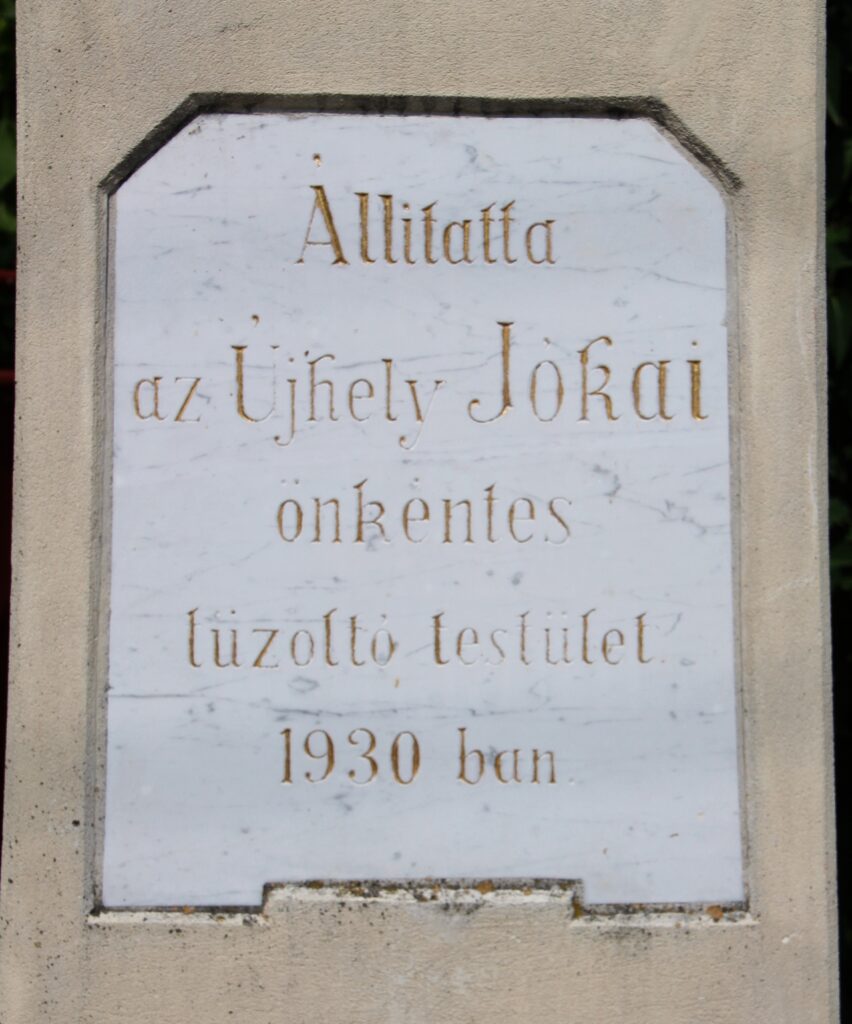 Állitatta
az Újhely Jókai
önkéntes
tüzoltó testület
1930 ban.